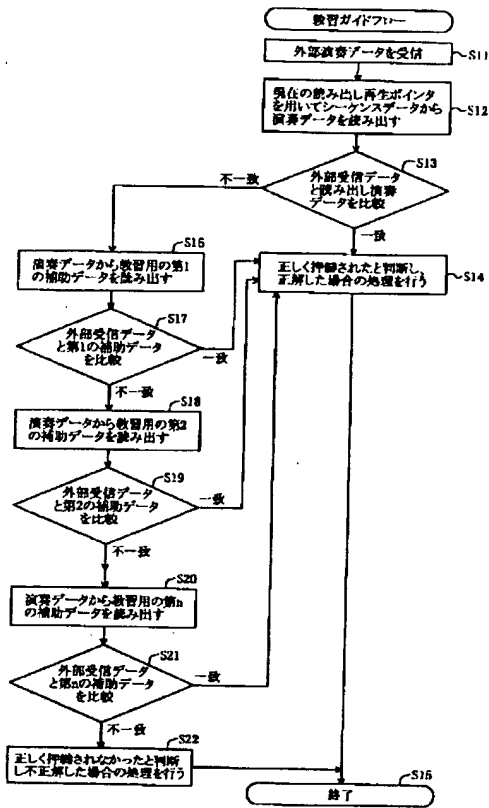 教習ガイドフロー
外部演奏データを受信
S11
現在の読み出し再生ポインタ
を用いてシーケンスデータから
演奏データを読み出す
S12
S13
外部受信データ
と読み出し演奏
データを比較
不一致
一致
正しく押鍵されたと判断し、
正解した場合の処理を行う
S14
S16
演奏データから教習用の第1
の補助データを読み出す
S17
外部受信データ
と第1の補助データ
を比較
一致
不一致
S18
演奏データから教習用の第2
の補助データを読み出す
S19
外部受信データ
と第2の補助データ
を比較
一致
不一致
S20
演奏データから教習用の第n
の補助データを読み出す
S21
外部受信データ
と第nの補助データ
を比較
一致
不一致
S22
正しく押鍵されなかったと判断
し不正解した場合の処理を行う
S15
終了